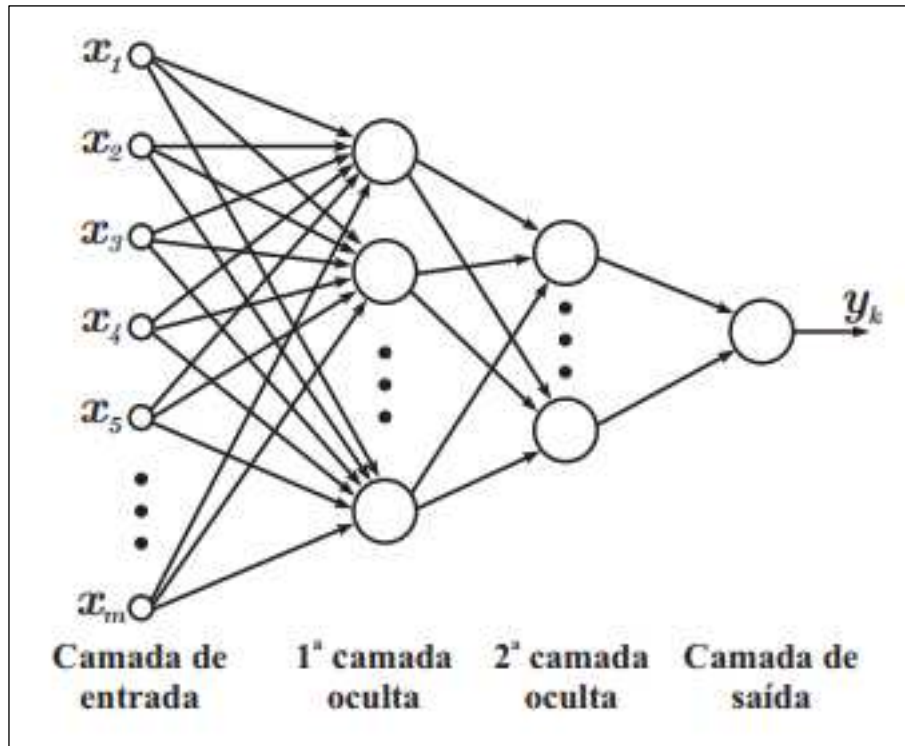 x1
x2
x3
x4
x5
xm
yk
Camada de entrada
1ª camada oculta
2ª camada oculta
Camada de saída